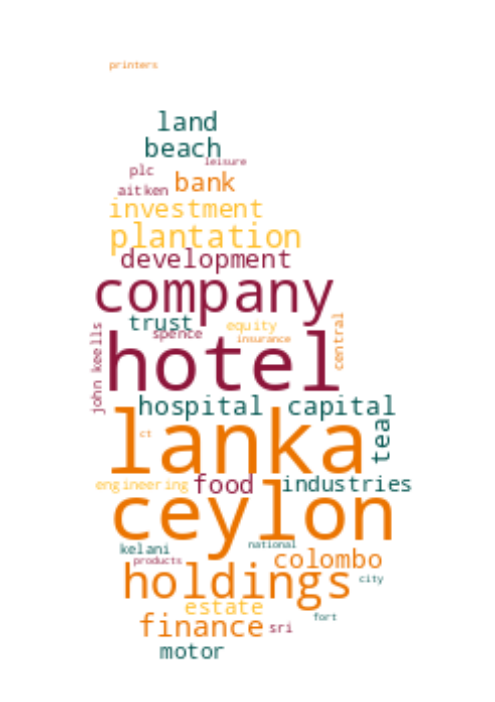 printers
land
beach
leisure
plc
bank
aitken
investment
plantation
development
company
trust
equity
spence
insurance
central
john keells
hotel
hospital capital
lanka
ct
tea
engineering food industries
ceylon
national
kelani
products
colombo
holdings
city
estate
fort
finance sri
motor